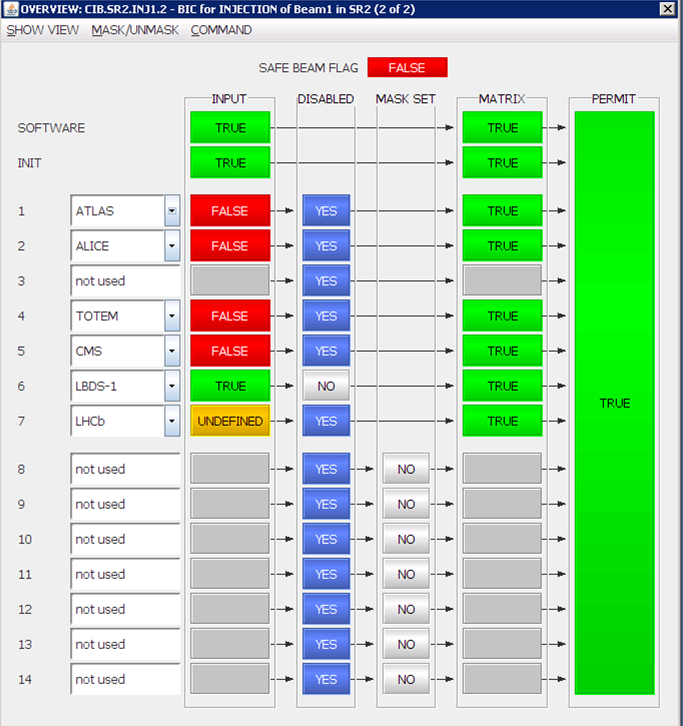 OVERVIEW: CIB.SR2.INJ1.2 - BIC for INJECTION of Beam1 in SR2 (2 of 2)
SHOW VIEW MASK/UNMASK COMMAND
SAFE BEAM FLAG FALSE
INPUT DISABLED MASK SET MATRIX PERMIT
SOFTWARE TRUE TRUE
INIT TRUE TRUE
1 ATLAS FALSE YES TRUE
2 ALICE FALSE YES TRUE
3 not used YES
4 TOTEM FALSE YES TRUE
5 CMS FALSE YES TRUE
6 LBDS-1 TRUE NO TRUE
TRUE
7 LHCb UNDEFINED YES TRUE
8 not used YES NO
9 not used YES NO
10 not used YES NO
11 not used YES NO
12 not used YES NO
13 not used YES NO
14 not used YES NO